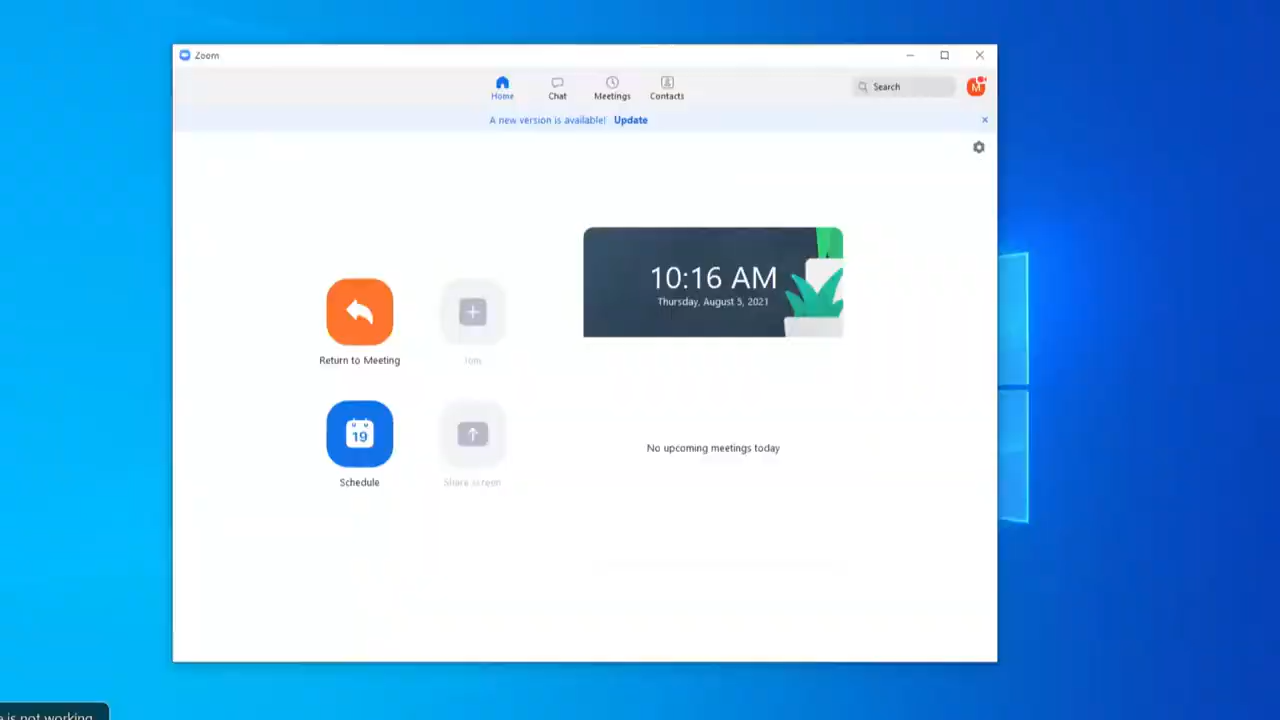 Zoom
Home
Chat
Meetings
Contacts
Search
M
A new version is available! Update
10:16 AM
Thursday, August 5, 2021
Return to Meeting
Join
19
Schedule
Share screen
No upcoming meetings today
is not working